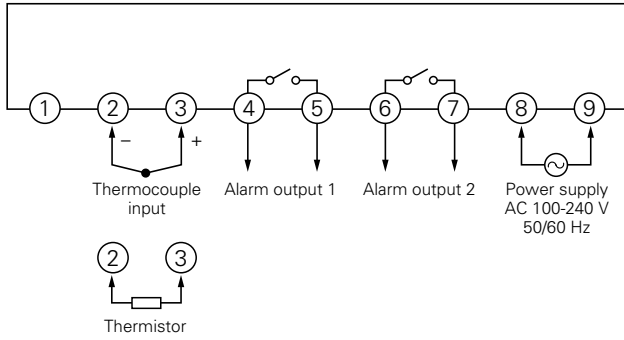 1 2 3 4 5 6 7 8 9
− +
Thermocouple input
Alarm output 1
Alarm output 2
Power supply
AC 100-240 V
50/60 Hz
2 3
Thermistor